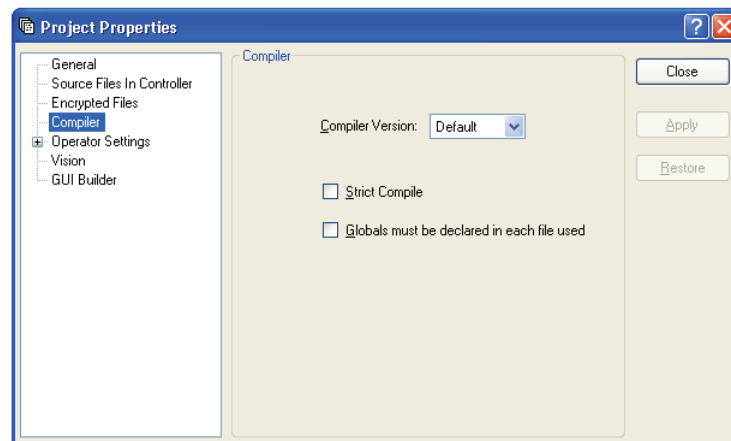 Project Properties
General
Source Files In Controller
Encrypted Files
Compiler
Operator Settings
Vision
GUI Builder
Compiler
Compiler Version: Default
Strict Compile
Globals must be declared in each file used
Close
Apply
Restore